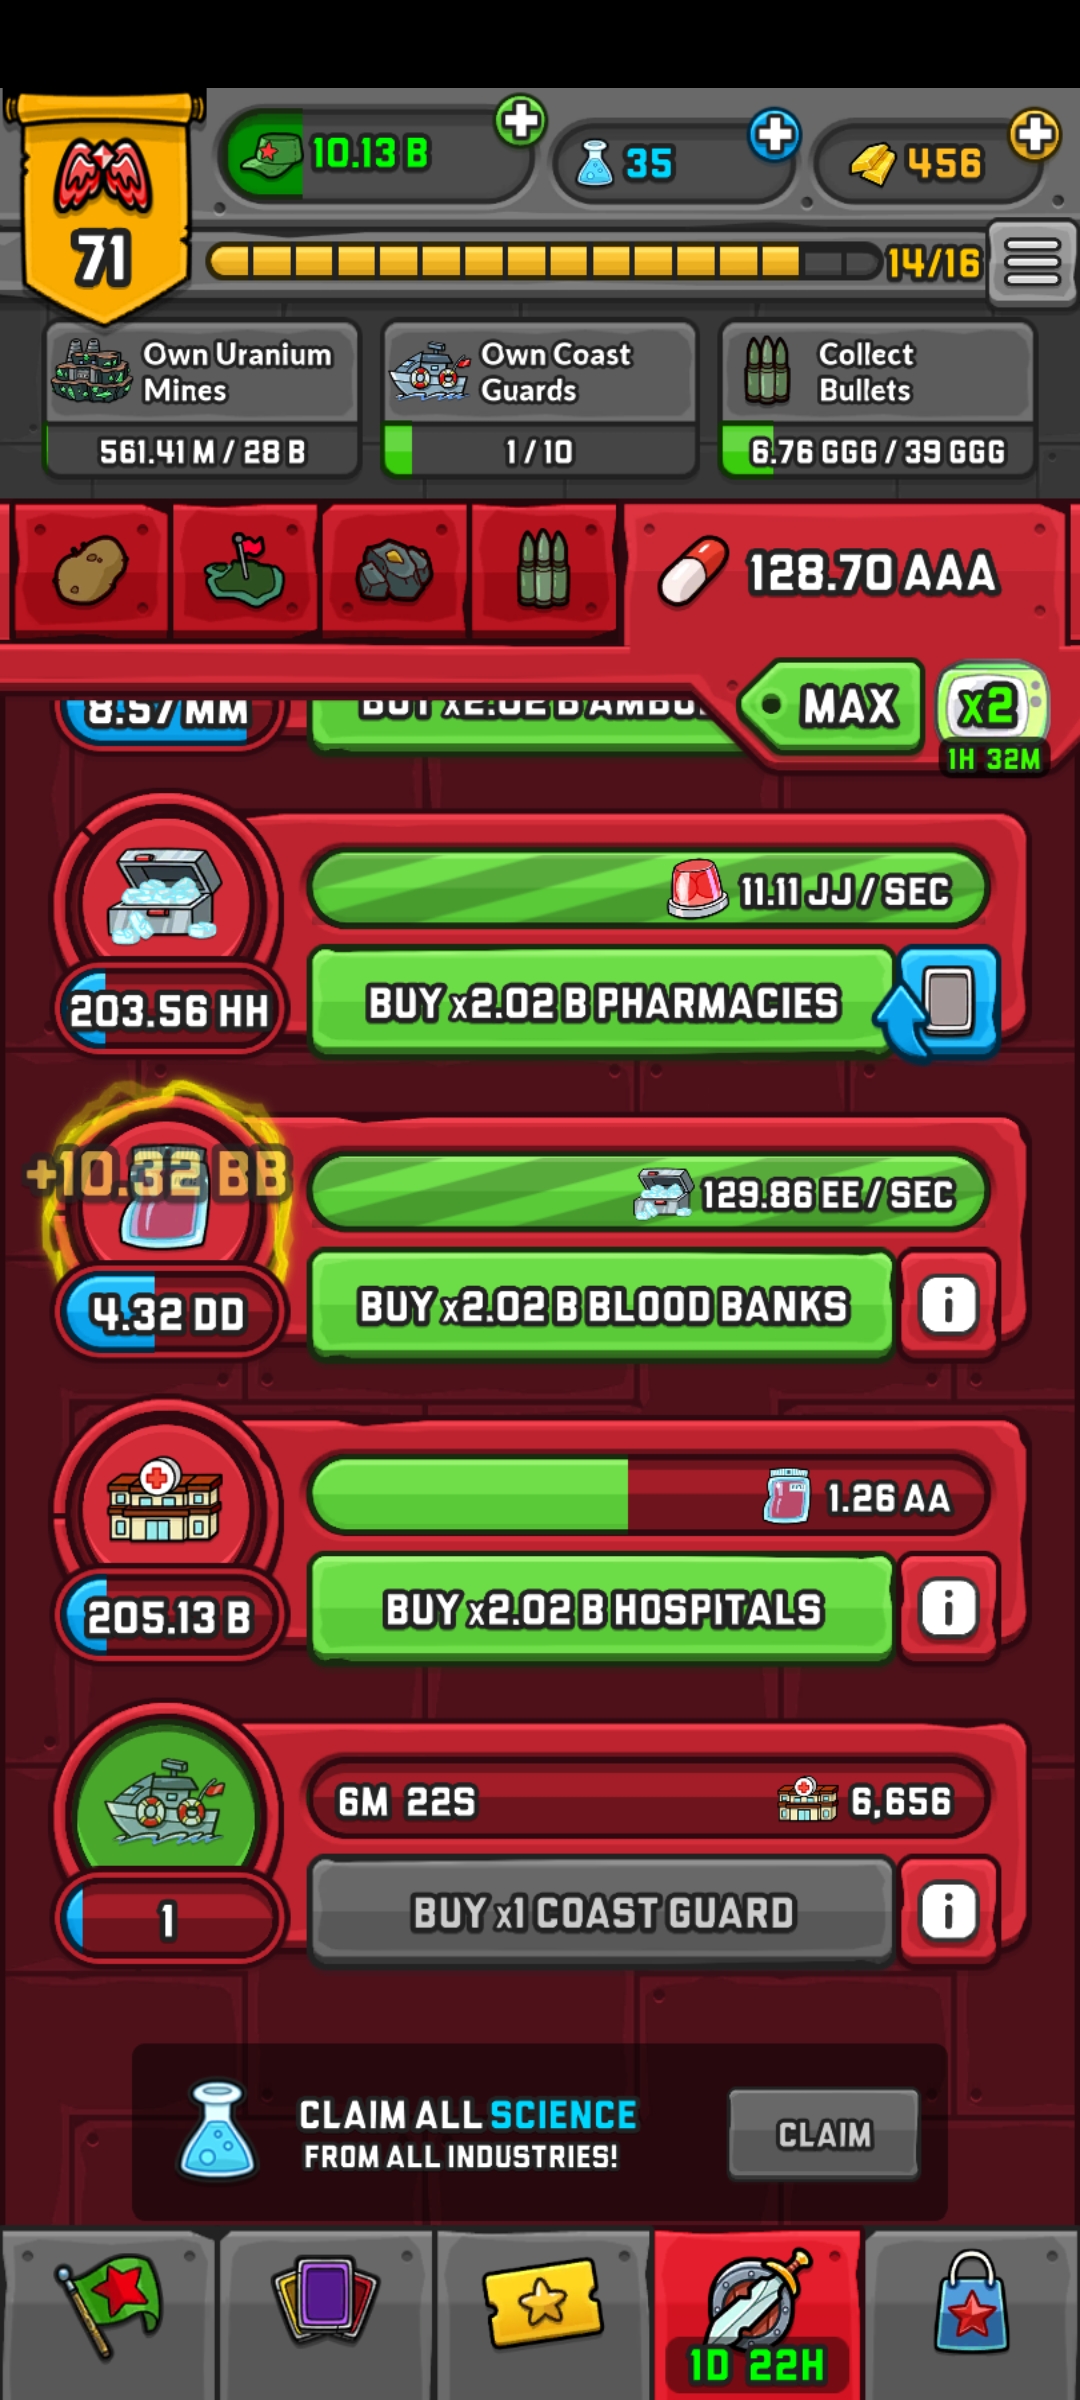 10.13 B
35
456
71
14/16
Own Uranium
Mines
561.41 M / 28 B
Own Coast
Guards
1 / 10
Collect
Bullets
6.76 GGG / 39 GGG
128.70 AAA
MAX
x2
1H 32M
8.57 MM
BUY x2.02 B AMBU
11.11 JJ / SEC
203.56 HH
BUY x2.02 B PHARMACIES
+10.32 BB
129.86 EE / SEC
4.32 DD
BUY x2.02 B BLOOD BANKS
i
1.26 AA
205.13 B
BUY x2.02 B HOSPITALS
i
6M 22S
6,656
1
BUY x1 COAST GUARD
i
CLAIM ALL SCIENCE
FROM ALL INDUSTRIES!
CLAIM
1D 22H